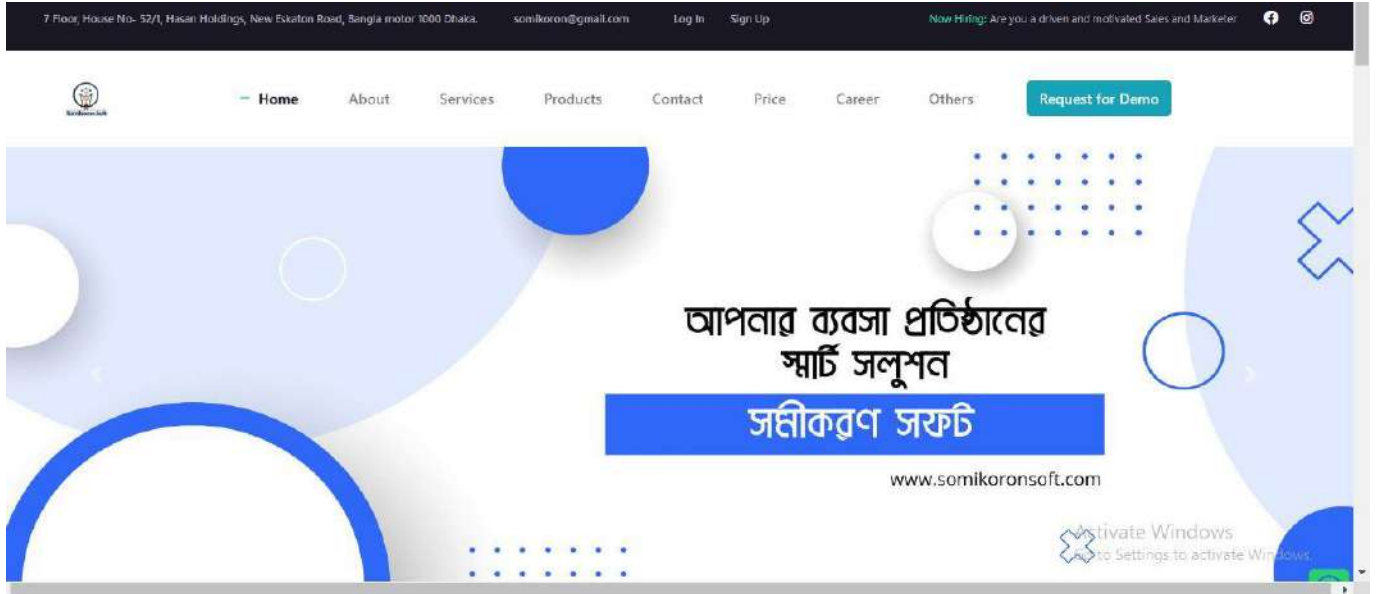 7 Floor, House No- 52/1, Hasan Holdings, New Eskaton Road, Bangla motor 1000 Dhaka. somikoron@gmail.com Log In Sign Up Now Hiring: Are you a driven and motivated Sales and Marketer
Somikoron Soft
Home About Services Products Contact Price Career Others Request for Demo
আপনার ব্যবসা প্রতিষ্ঠানের
স্মার্ট সলুশন
সমীকরণ সফট
www.somikoronsoft.com
Activate Windows
Go to Settings to activate Windows.